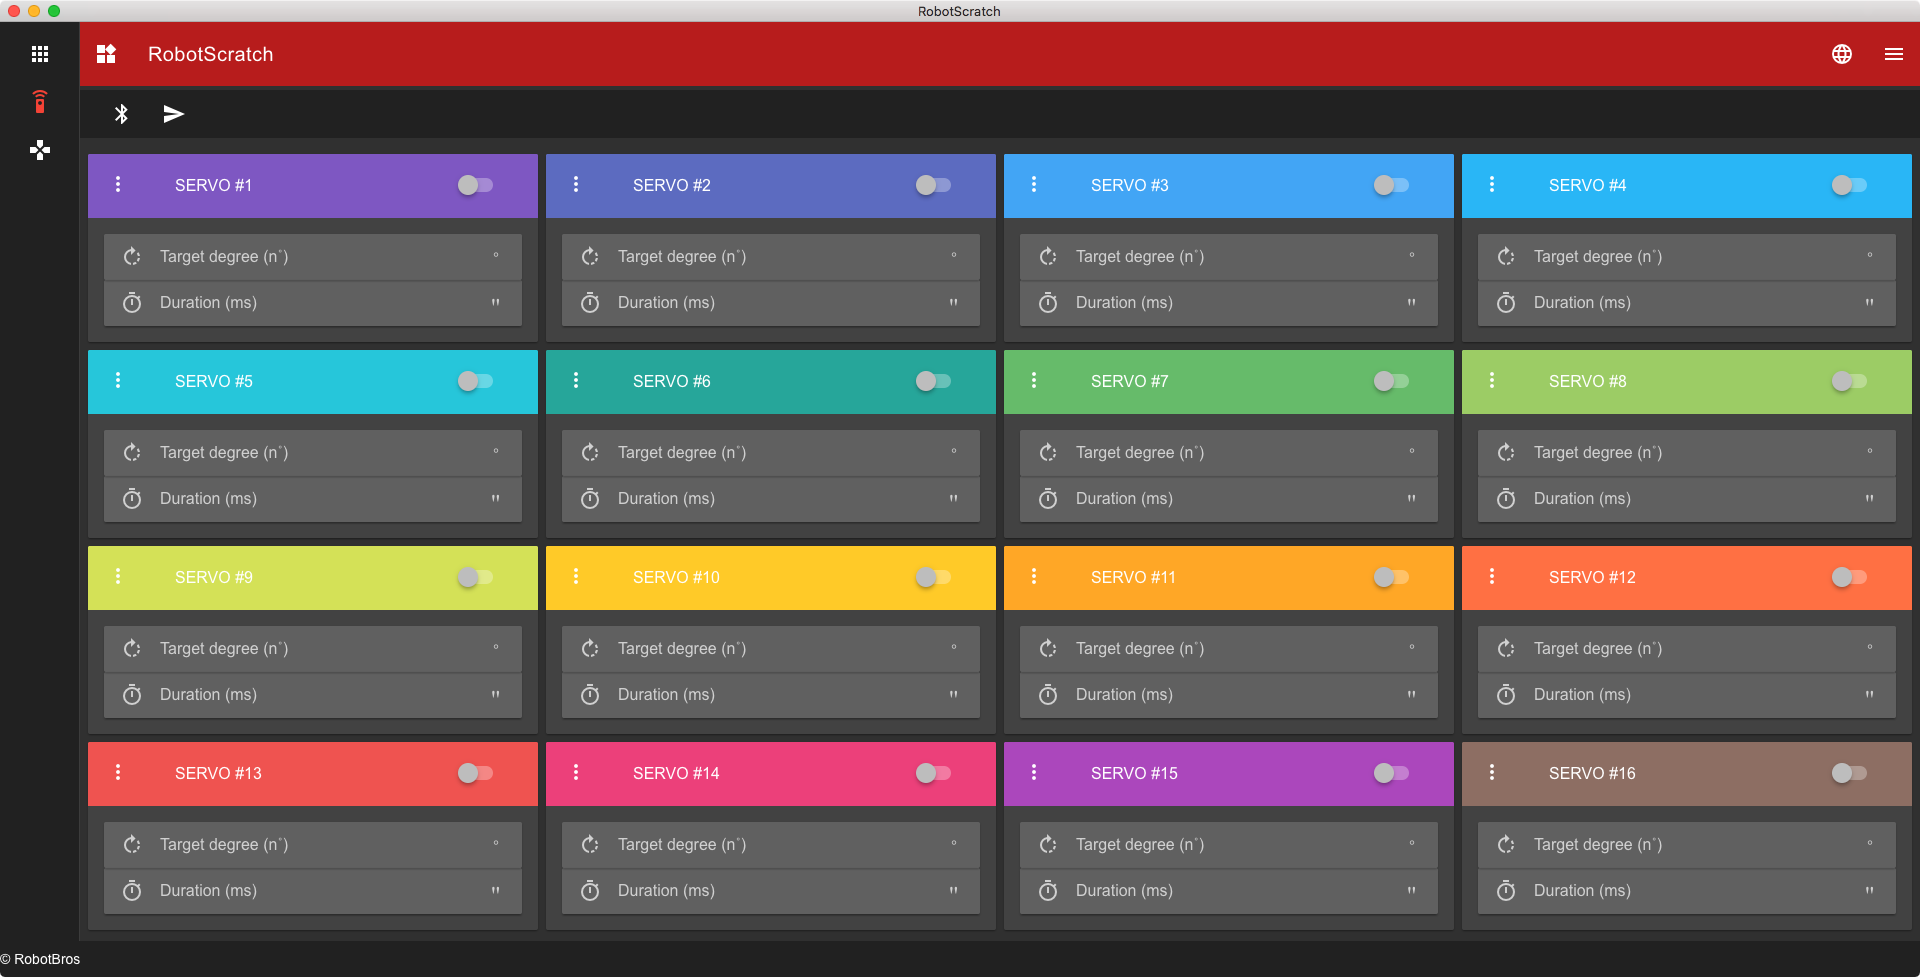 RobotScratch
RobotScratch
SERVO #1 SERVO #2 SERVO #3 SERVO #4
Target degree (n°) ° Target degree (n°) ° Target degree (n°) ° Target degree (n°) °
Duration (ms) " Duration (ms) " Duration (ms) " Duration (ms) "
SERVO #5 SERVO #6 SERVO #7 SERVO #8
Target degree (n°) ° Target degree (n°) ° Target degree (n°) ° Target degree (n°) °
Duration (ms) " Duration (ms) " Duration (ms) " Duration (ms) "
SERVO #9 SERVO #10 SERVO #11 SERVO #12
Target degree (n°) ° Target degree (n°) ° Target degree (n°) ° Target degree (n°) °
Duration (ms) " Duration (ms) " Duration (ms) " Duration (ms) "
SERVO #13 SERVO #14 SERVO #15 SERVO #16
Target degree (n°) ° Target degree (n°) ° Target degree (n°) ° Target degree (n°) °
Duration (ms) " Duration (ms) " Duration (ms) " Duration (ms) "
© RobotBros